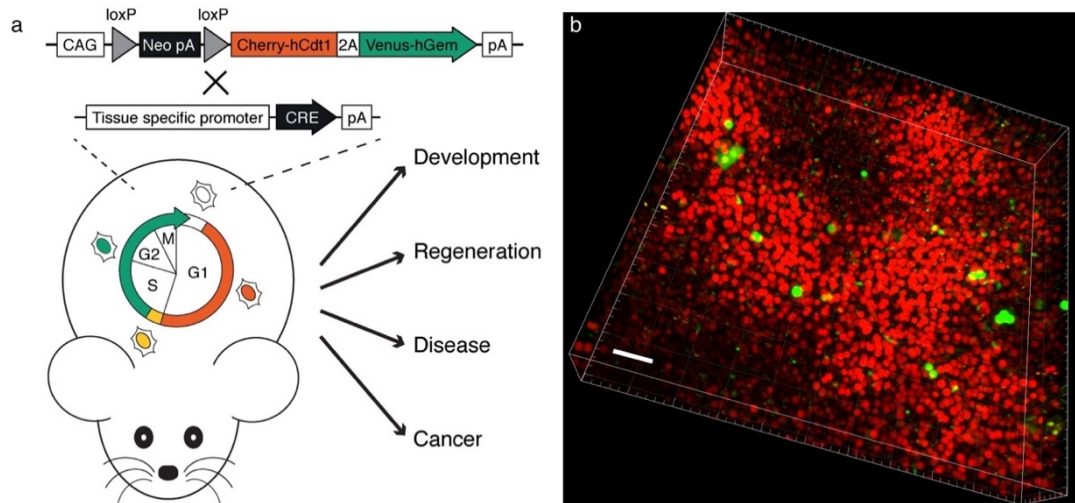 a
loxP loxP
CAG Neo pA Cherry-hCdt1 2A Venus-hGem pA
Tissue specific promoter CRE pA
M
G2
G1
S
Development
Regeneration
Disease
Cancer
b